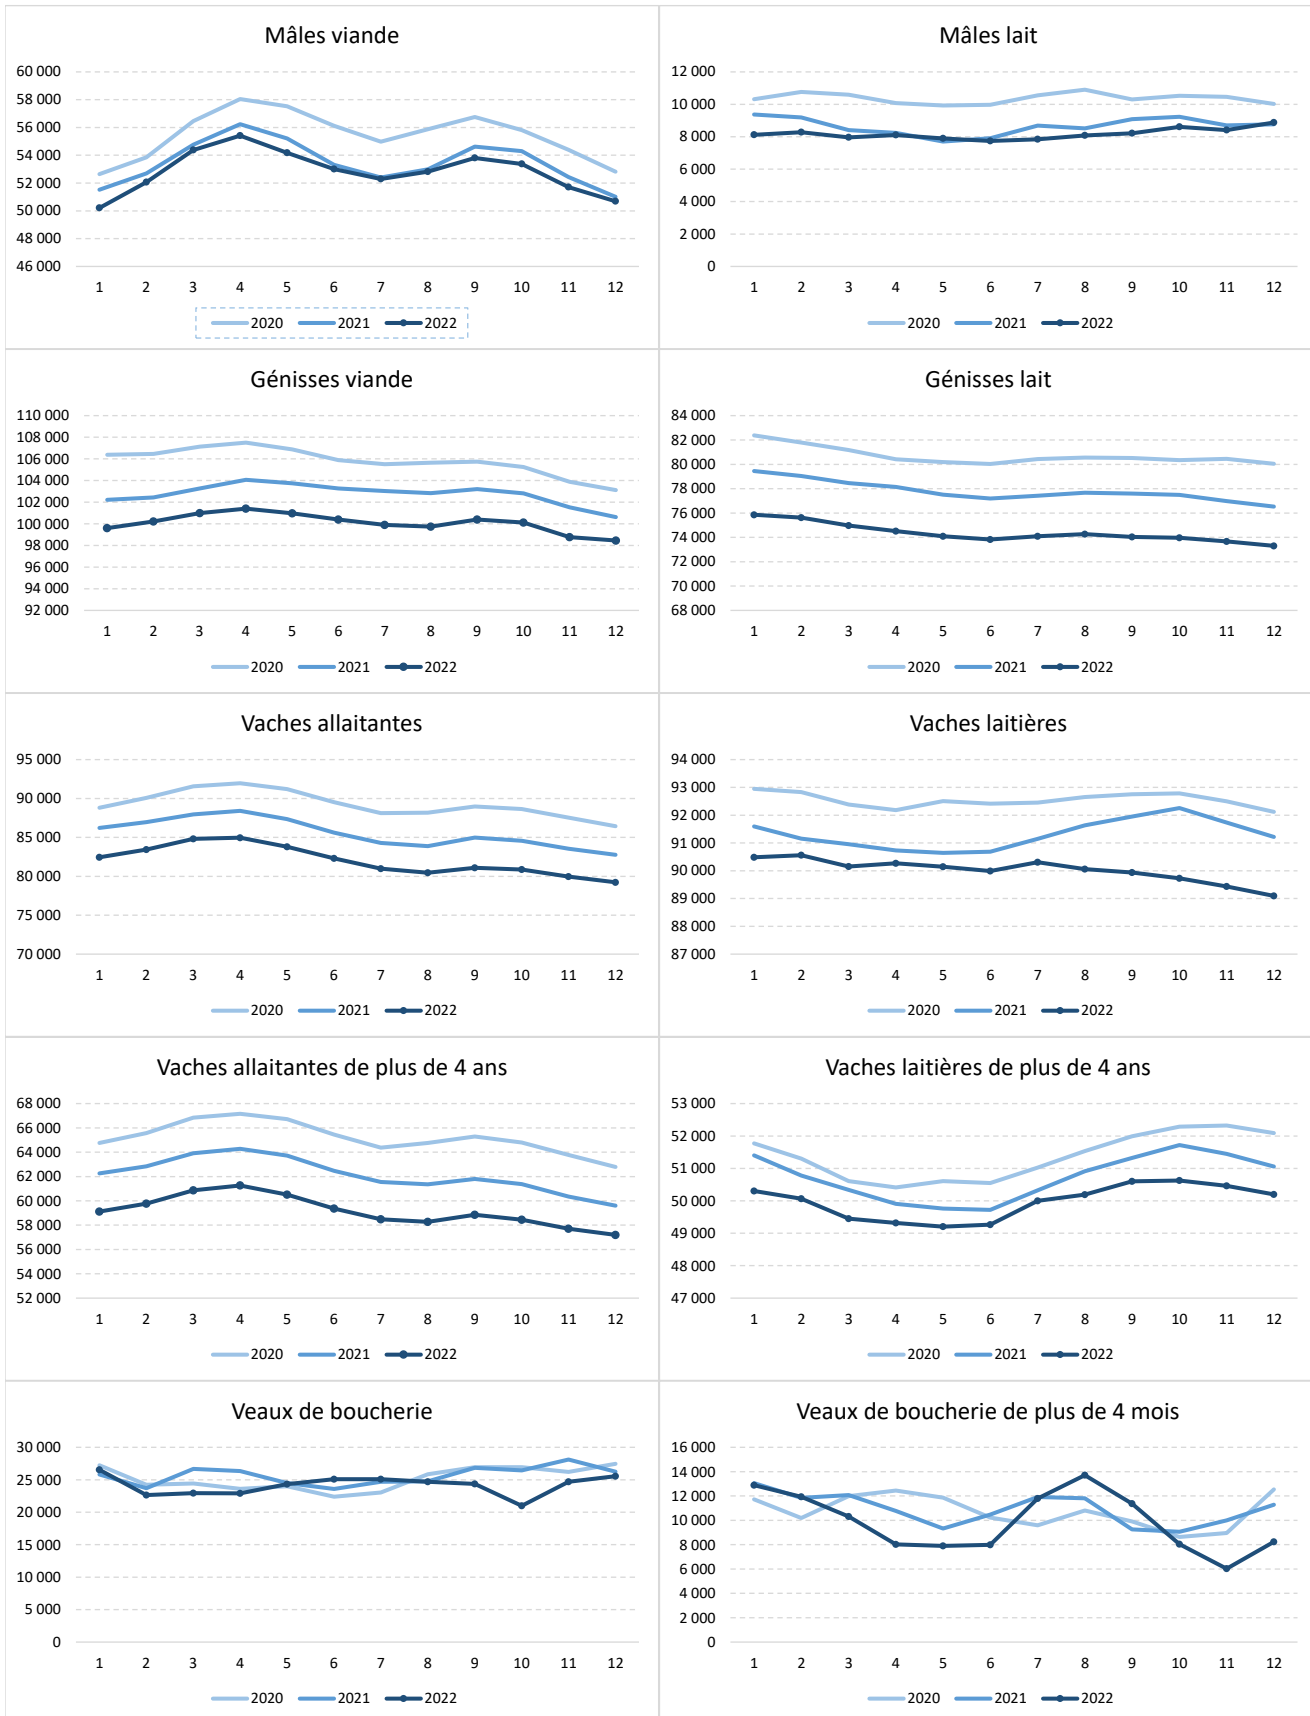 Mâles viande
60 000
58 000
56 000
54 000
52 000
50 000
48 000
46 000
1 2 3 4 5 6 7 8 9 10 11 12
2020 2021 2022
Mâles lait
12 000
10 000
8 000
6 000
4 000
2 000
0
1 2 3 4 5 6 7 8 9 10 11 12
2020 2021 2022
Génisses viande
110 000
108 000
106 000
104 000
102 000
100 000
98 000
96 000
94 000
92 000
1 2 3 4 5 6 7 8 9 10 11 12
2020 2021 2022
Génisses lait
84 000
82 000
80 000
78 000
76 000
74 000
72 000
70 000
68 000
1 2 3 4 5 6 7 8 9 10 11 12
2020 2021 2022
Vaches allaitantes
95 000
90 000
85 000
80 000
75 000
70 000
1 2 3 4 5 6 7 8 9 10 11 12
2020 2021 2022
Vaches laitières
94 000
93 000
92 000
91 000
90 000
89 000
88 000
87 000
1 2 3 4 5 6 7 8 9 10 11 12
2020 2021 2022
Vaches allaitantes de plus de 4 ans
68 000
66 000
64 000
62 000
60 000
58 000
56 000
54 000
52 000
1 2 3 4 5 6 7 8 9 10 11 12
2020 2021 2022
Vaches laitières de plus de 4 ans
53 000
52 000
51 000
50 000
49 000
48 000
47 000
1 2 3 4 5 6 7 8 9 10 11 12
2020 2021 2022
Veaux de boucherie
30 000
25 000
20 000
15 000
10 000
5 000
0
1 2 3 4 5 6 7 8 9 10 11 12
2020 2021 2022
Veaux de boucherie de plus de 4 mois
16 000
14 000
12 000
10 000
8 000
6 000
4 000
2 000
0
1 2 3 4 5 6 7 8 9 10 11 12
2020 2021 2022